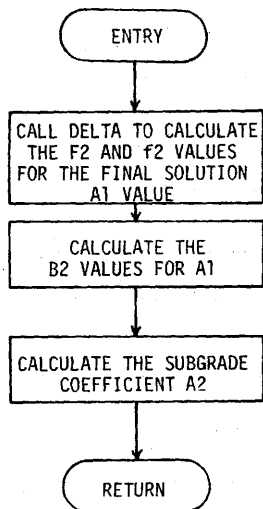 ENTRY
CALL DELTA TO CALCULATE
THE F2 AND f2 VALUES
FOR THE FINAL SOLUTION
A1 VALUE
CALCULATE THE
B2 VALUES FOR A1
CALCULATE THE SUBGRADE
COEFFICIENT A2
RETURN